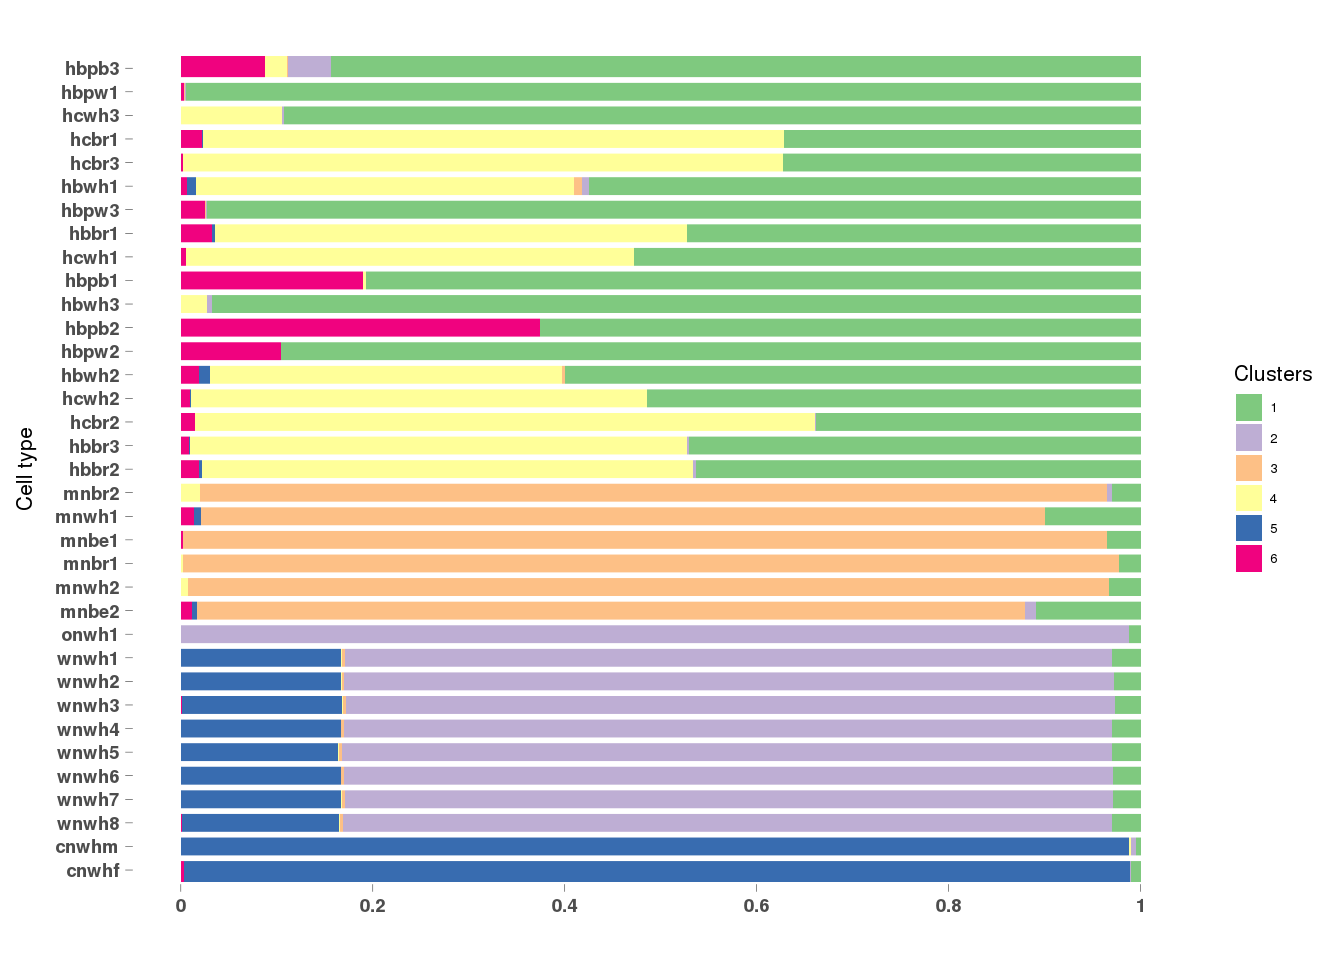 hbpb3
hbpw1
hcwh3
hcbr1
hcbr3
hbwh1
hbpw3
hbbr1
hcwh1
hbpb1
hbwh3
hbpb2
hbpw2
hbwh2
hcwh2
hcbr2
hbbr3
hbbr2
mnbr2
mnwh1
mnbe1
mnbr1
mnwh2
mnbe2
onwh1
wnwh1
wnwh2
wnwh3
wnwh4
wnwh5
wnwh6
wnwh7
wnwh8
cnwhm
cnwhf
Cell type
0 0.2 0.4 0.6 0.8 1
Clusters
1
2
3
4
5
6